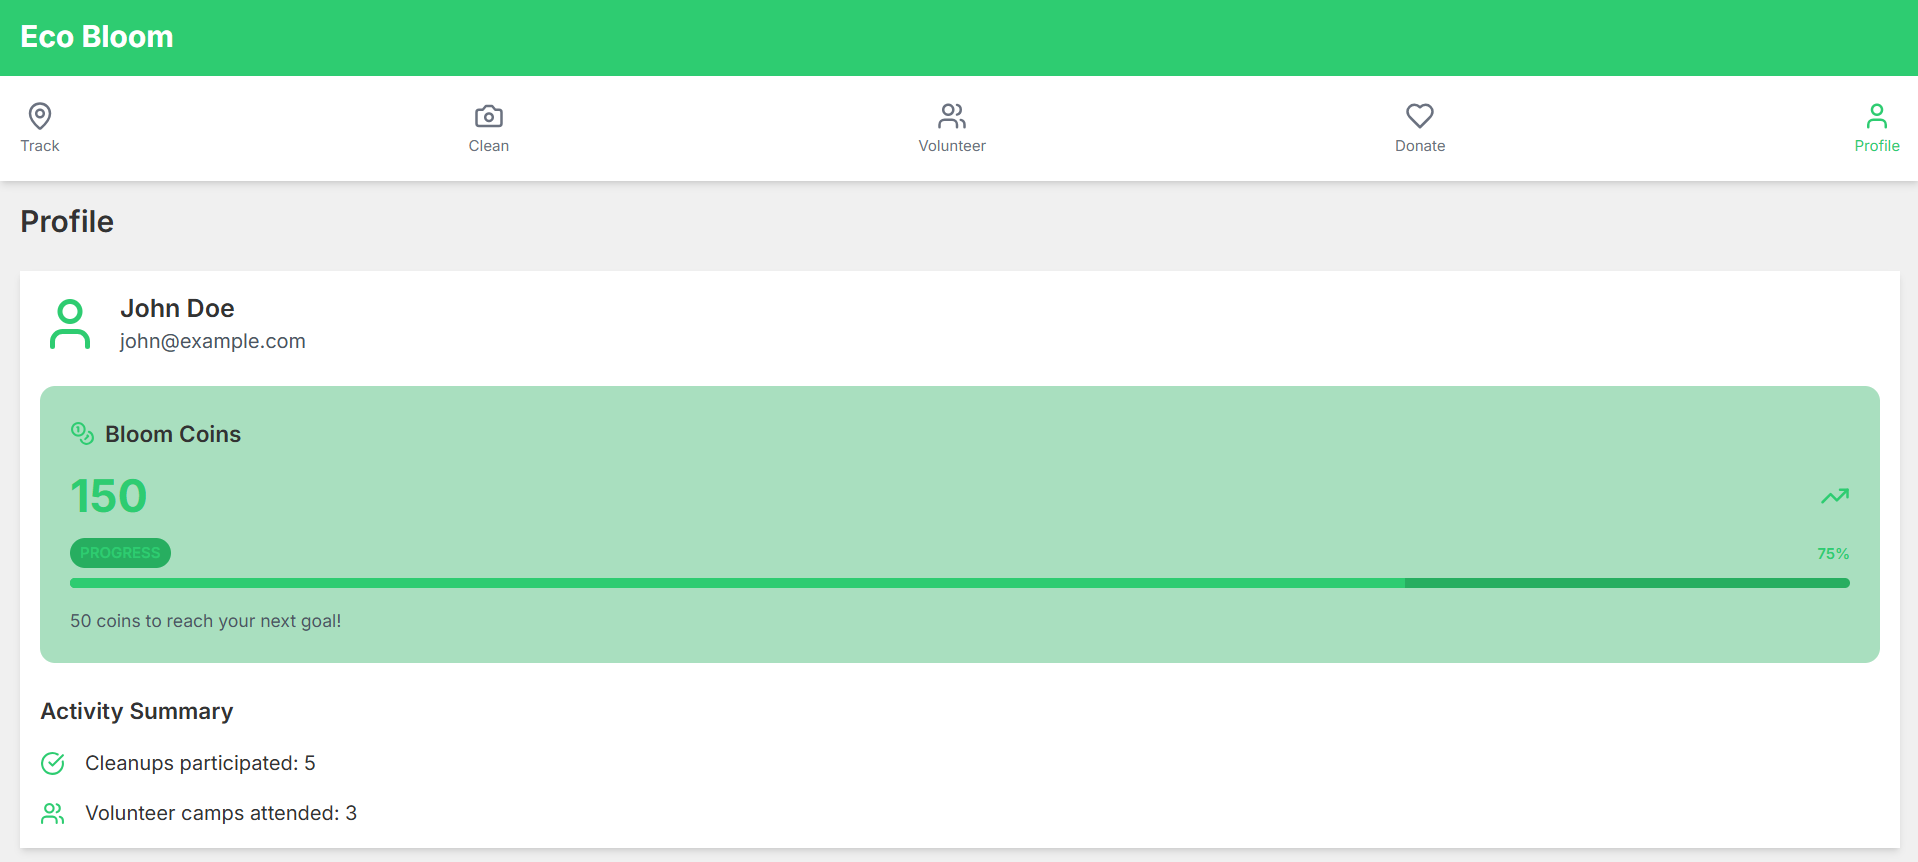 Eco Bloom
Track
Clean
Volunteer
Donate
Profile
Profile
John Doe
john@example.com
Bloom Coins
150
PROGRESS
75%
50 coins to reach your next goal!
Activity Summary
Cleanups participated: 5
Volunteer camps attended: 3